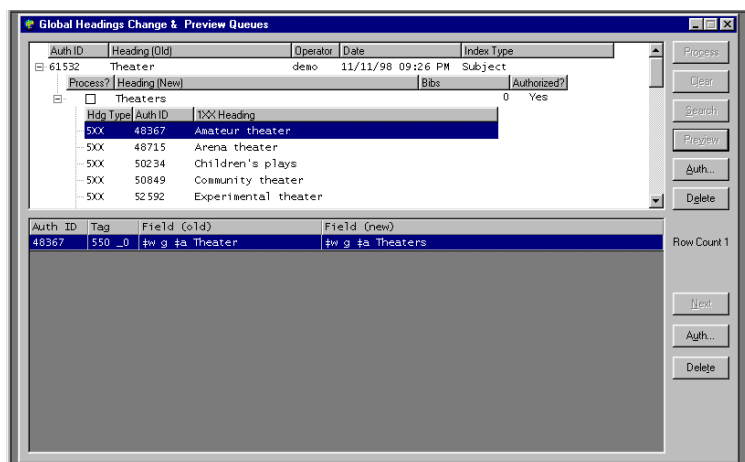 Global Headings Change & Preview Queues
Auth ID Heading (Old) Operator Date Index Type
61532 Theater demo 11/11/98 09:26 PM Subject
Process? Heading (New) Bibs Authorized?
Theaters 0 Yes
Hdg Type Auth ID 1XX Heading
5XX 48367 Amateur theater
5XX 48715 Arena theater
5XX 50234 Children's plays
5XX 50849 Community theater
5XX 52592 Experimental theater
Process
Clear
Search
Preview
Auth...
Delete
Auth ID Tag Field (old) Field (new)
48367 550 _0 ‡w g ‡a Theater ‡w g ‡a Theaters
Row Count 1
Next
Auth...
Delete